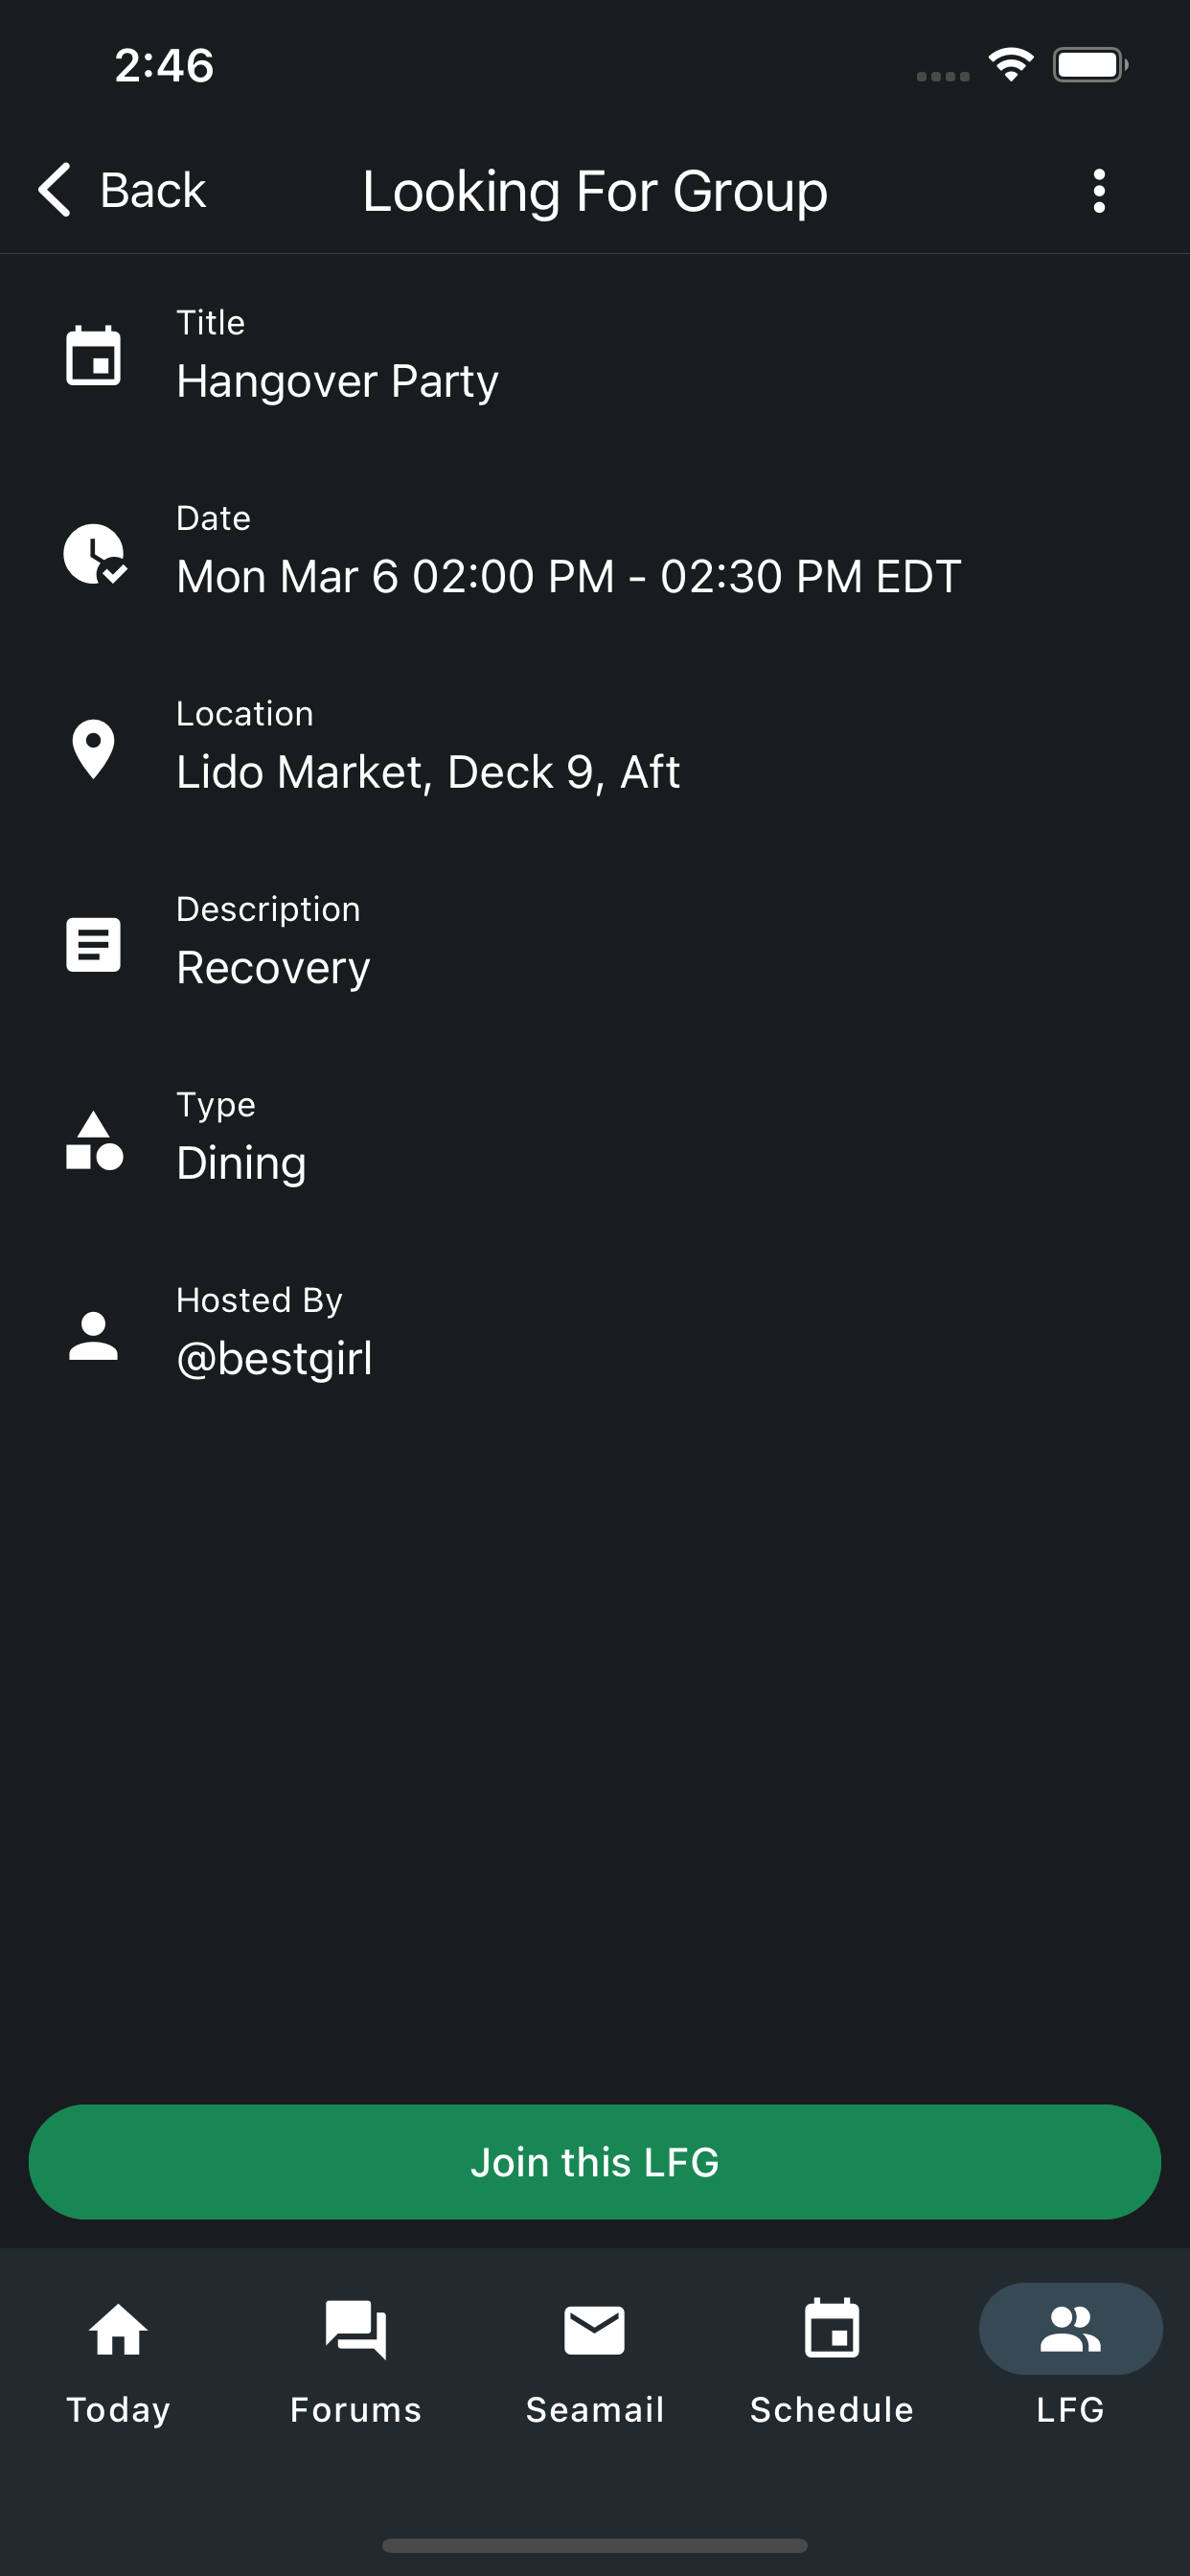 2:46
Back
Looking For Group
Title
Hangover Party
Date
Mon Mar 6 02:00 PM - 02:30 PM EDT
Location
Lido Market, Deck 9, Aft
Description
Recovery
Type
Dining
Hosted By
@bestgirl
Join this LFG
Today
Forums
Seamail
Schedule
LFG